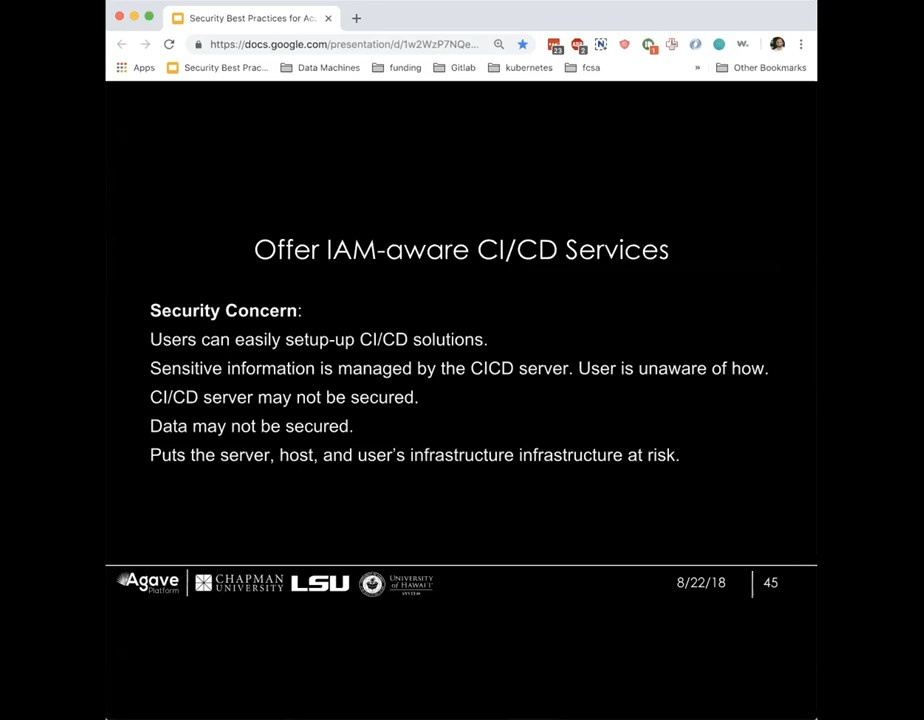 Security Best Practices for Ac
https://docs.google.com/presentation/d/1w2WzP7NQe...
23
2
N
1
w.
Apps
Security Best Prac...
Data Machines
funding
Gitlab
kubernetes
fcsa
»
Other Bookmarks
Offer IAM-aware CI/CD Services
Security Concern:
Users can easily setup-up CI/CD solutions.
Sensitive information is managed by the CICD server. User is unaware of how.
CI/CD server may not be secured.
Data may not be secured.
Puts the server, host, and user's infrastructure infrastructure at risk.
Agave Platform
CHAPMAN UNIVERSITY
LSU
UNIVERSITY of HAWAI'I SYSTEM
8/22/18
45